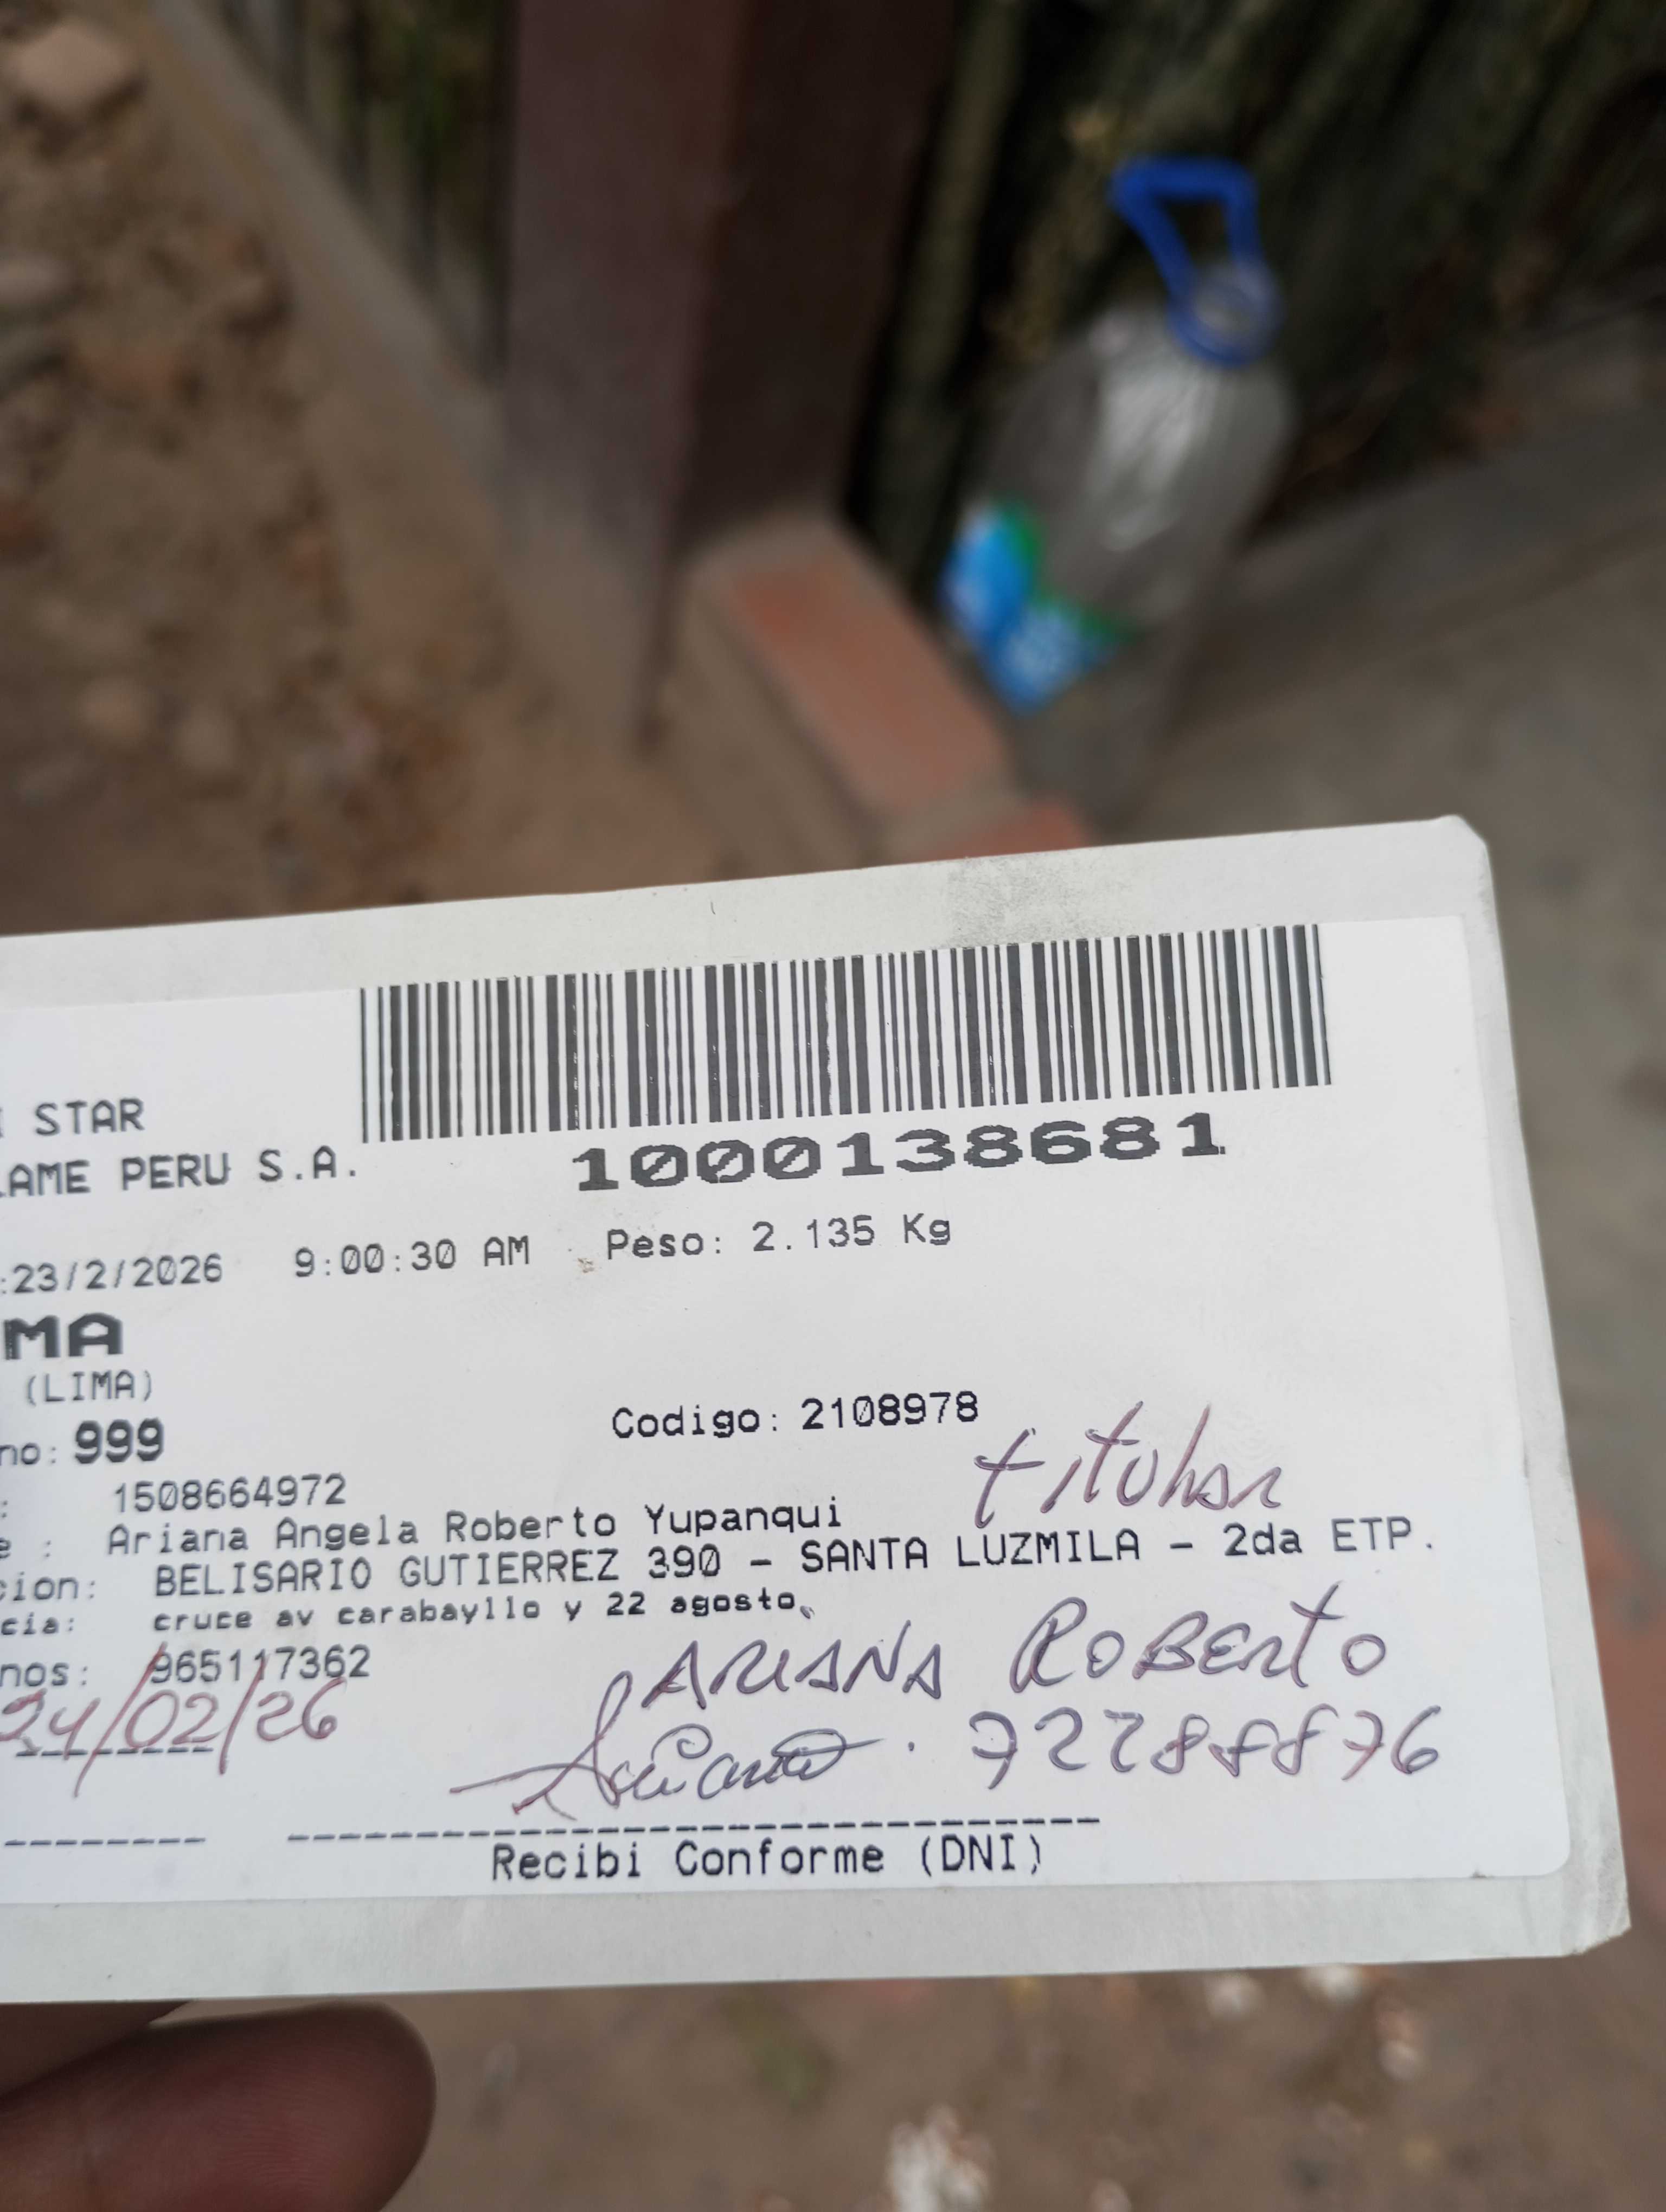 STAR
LAME PERU S.A.
1000138681
:23/2/2026 9:00:30 AM Peso: 2.135 Kg
MA
(LIMA)
Codigo: 2108978
no: 999
titular
: 1508664972
e : Ariana Angela Roberto Yupanqui
cion: BELISARIO GUTIERREZ 390 - SANTA LUZMILA - 2da ETP.
cia: cruce av carabayllo y 22 agosto,
nos: 965117362
ARIANA ROBERTO
24/02/26
72288876
Recibi Conforme (DNI)